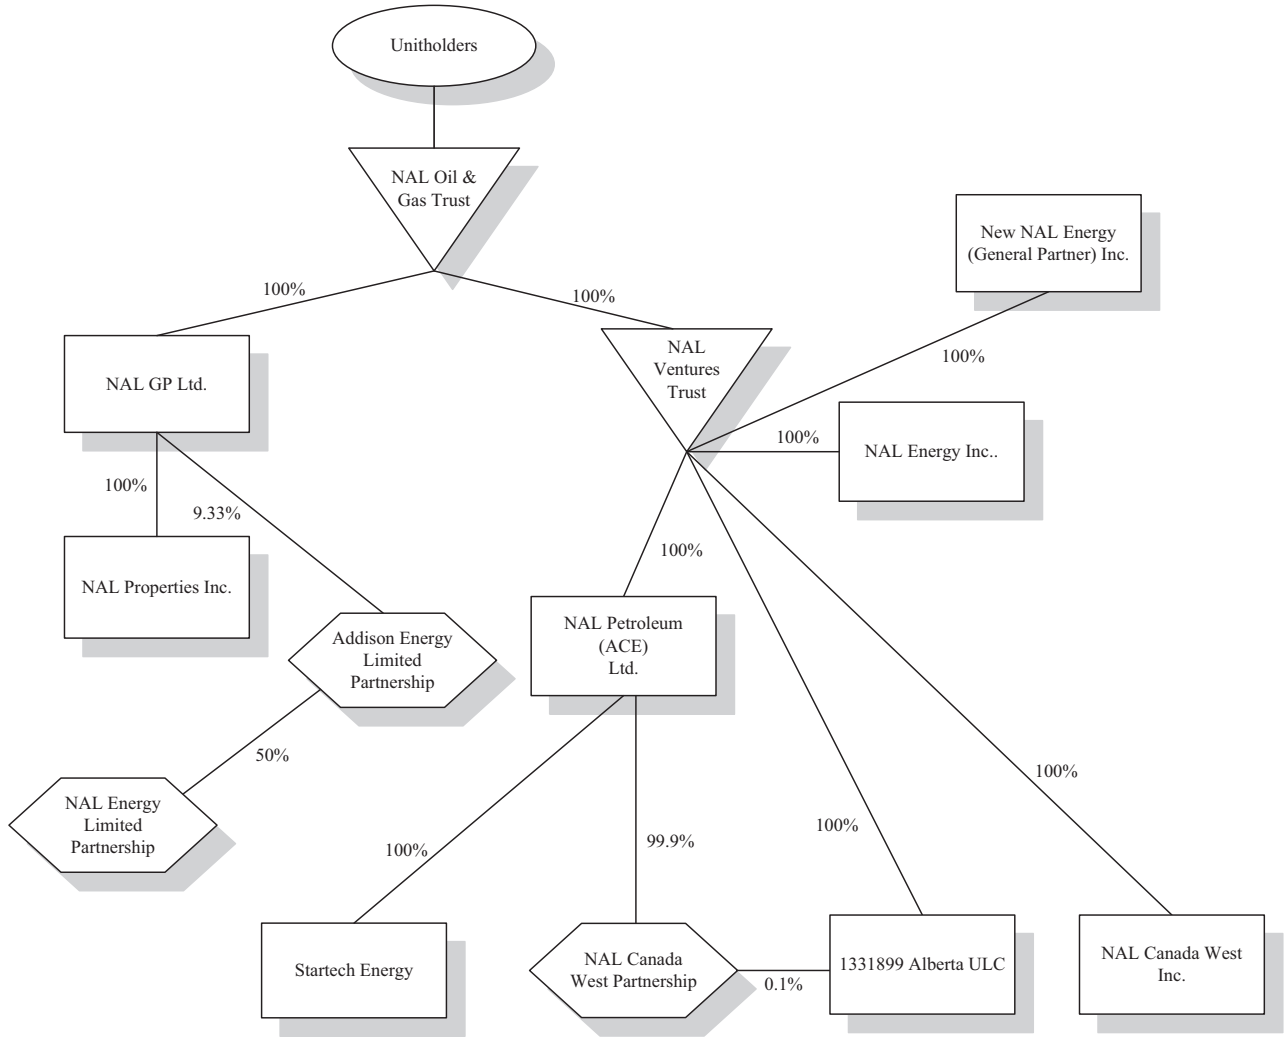 Unitholders
NAL Oil &
Gas Trust
New NAL Energy
(General Partner) Inc.
100%
100%
NAL GP Ltd.
NAL
Ventures
Trust
100%
100%
NAL Energy Inc..
100%
9.33%
NAL Properties Inc.
100%
Addison Energy
Limited
Partnership
NAL Petroleum
(ACE)
Ltd.
50%
NAL Energy
Limited
Partnership
100%
99.9%
100%
100%
Startech Energy
NAL Canada
West Partnership
0.1%
1331899 Alberta ULC
NAL Canada West
Inc.